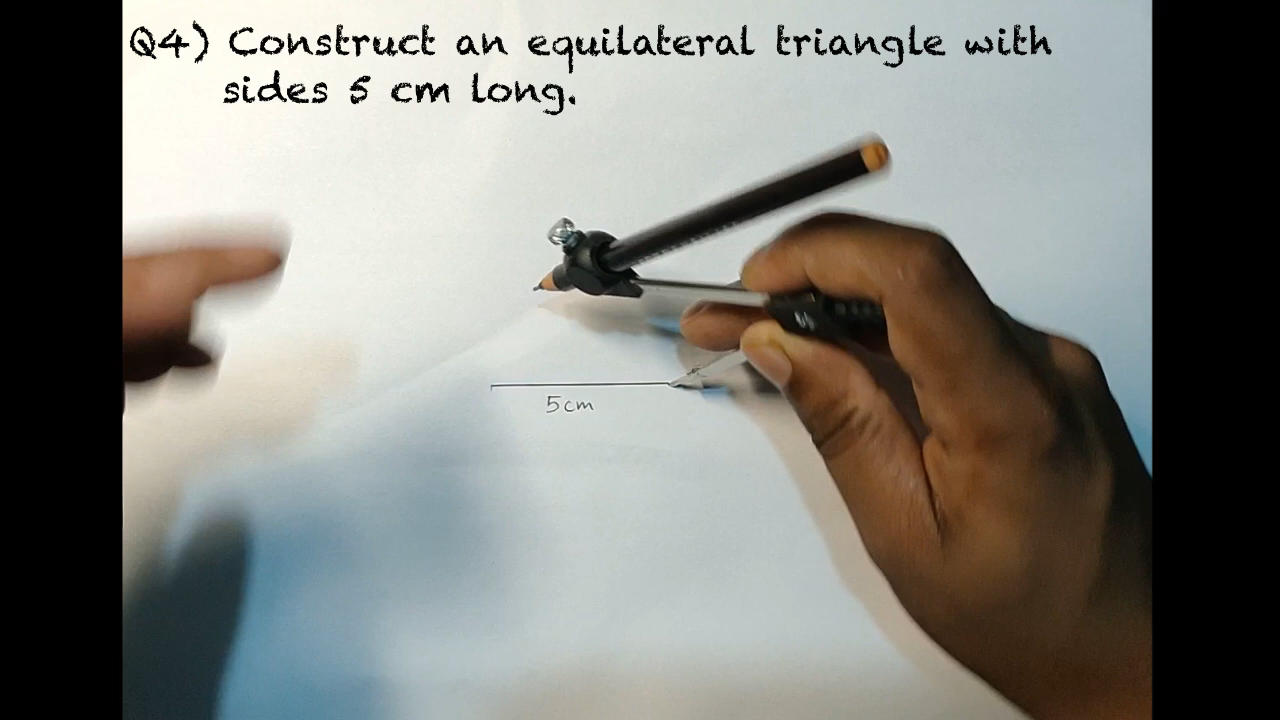 Q4) Construct an equilateral triangle with
sides 5 cm long.
5cm